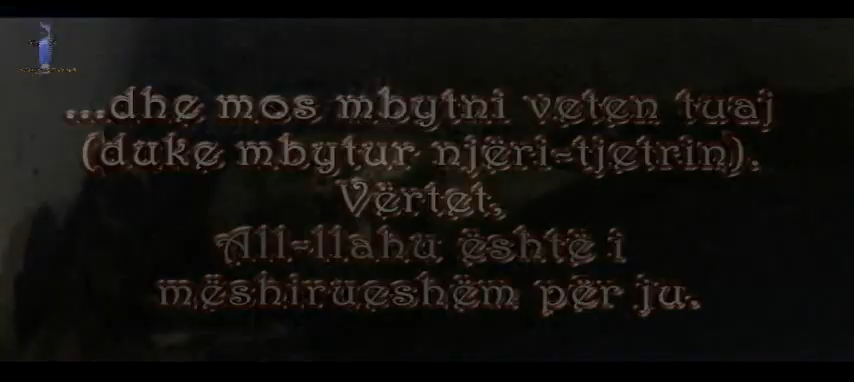 ...dhe mos mbytni veten tuaj
(duke mbytur njëri-tjetrin).
Vërtet,
All-llahu është i
mëshirueshëm për ju.